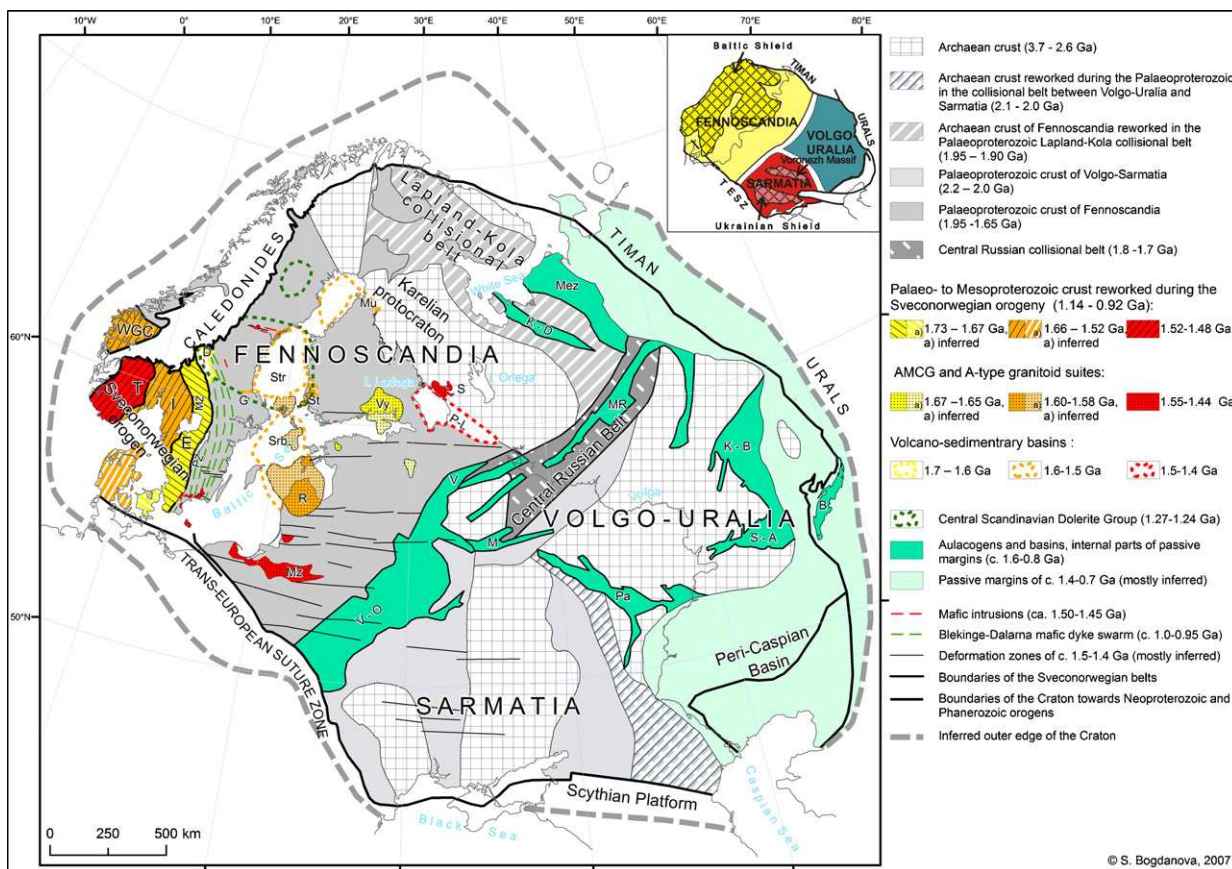 10°W
0°
10°E
20°E
30°E
40°E
50°E
60°E
70°E
80°E
60°N
50°N
Baltic Shield
TIMAN
FENNOSCANDIA
VOLGO-
URALIA
URALS
Voronezh Massif
SARMATIA
TESZ
Ukrainian Shield
Lapland-Kola
collisional
belt
TIMAN
White Sea
Mez
K-D
Karelian
protocraton
CALEDONIDES
WGC
Mu
FENNOSCANDIA
D
Str
T
I
MZ
E
G
St
Vy
L. Ladoga
S
P-L
l. Onega
URALS
Sveconorwegian
orogen
Srb
Baltic Sea
R
MR
K-B
Central Russian Belt
V
Volga
VOLGO-URALIA
B
S-A
M
Mz
Pa
V-O
TRANS-EUROPEAN SUTURE ZONE
Peri-Caspian
Basin
SARMATIA
Scythian Platform
Caspian Sea
Black Sea
0 250 500 km
Archaean crust (3.7 - 2.6 Ga)
Archaean crust reworked during the Palaeoproterozoic
in the collisional belt between Volgo-Uralia and
Sarmatia (2.1 - 2.0 Ga)
Archaean crust of Fennoscandia reworked in the
Palaeoproterozoic Lapland-Kola collisional belt
(1.95 – 1.90 Ga)
Palaeoproterozoic crust of Volgo-Sarmatia
(2.2 – 2.0 Ga)
Palaeoproterozoic crust of Fennoscandia
(1.95 -1.65 Ga)
Central Russian collisional belt (1.8 -1.7 Ga)
Palaeo- to Mesoproterozoic crust reworked during the
Sveconorwegian orogeny (1.14 - 0.92 Ga):
a) 1.73 – 1.67 Ga, a) inferred
a) 1.66 – 1.52 Ga, a) inferred
1.52-1.48 Ga
AMCG and A-type granitoid suites:
a) 1.67 –1.65 Ga, a) inferred
a) 1.60-1.58 Ga, a) inferred
1.55-1.44 Ga
Volcano-sedimentary basins :
1.7 – 1.6 Ga
1.6-1.5 Ga
1.5-1.4 Ga
Central Scandinavian Dolerite Group (1.27-1.24 Ga)
Aulacogens and basins, internal parts of passive
margins (c. 1.6-0.8 Ga)
Passive margins of c. 1.4-0.7 Ga (mostly inferred)
Mafic intrusions (ca. 1.50-1.45 Ga)
Blekinge-Dalarna mafic dyke swarm (c. 1.0-0.95 Ga)
Deformation zones of c. 1.5-1.4 Ga (mostly inferred)
Boundaries of the Sveconorwegian belts
Boundaries of the Craton towards Neoproterozoic and
Phanerozoic orogens
Inferred outer edge of the Craton
© S. Bogdanova, 2007